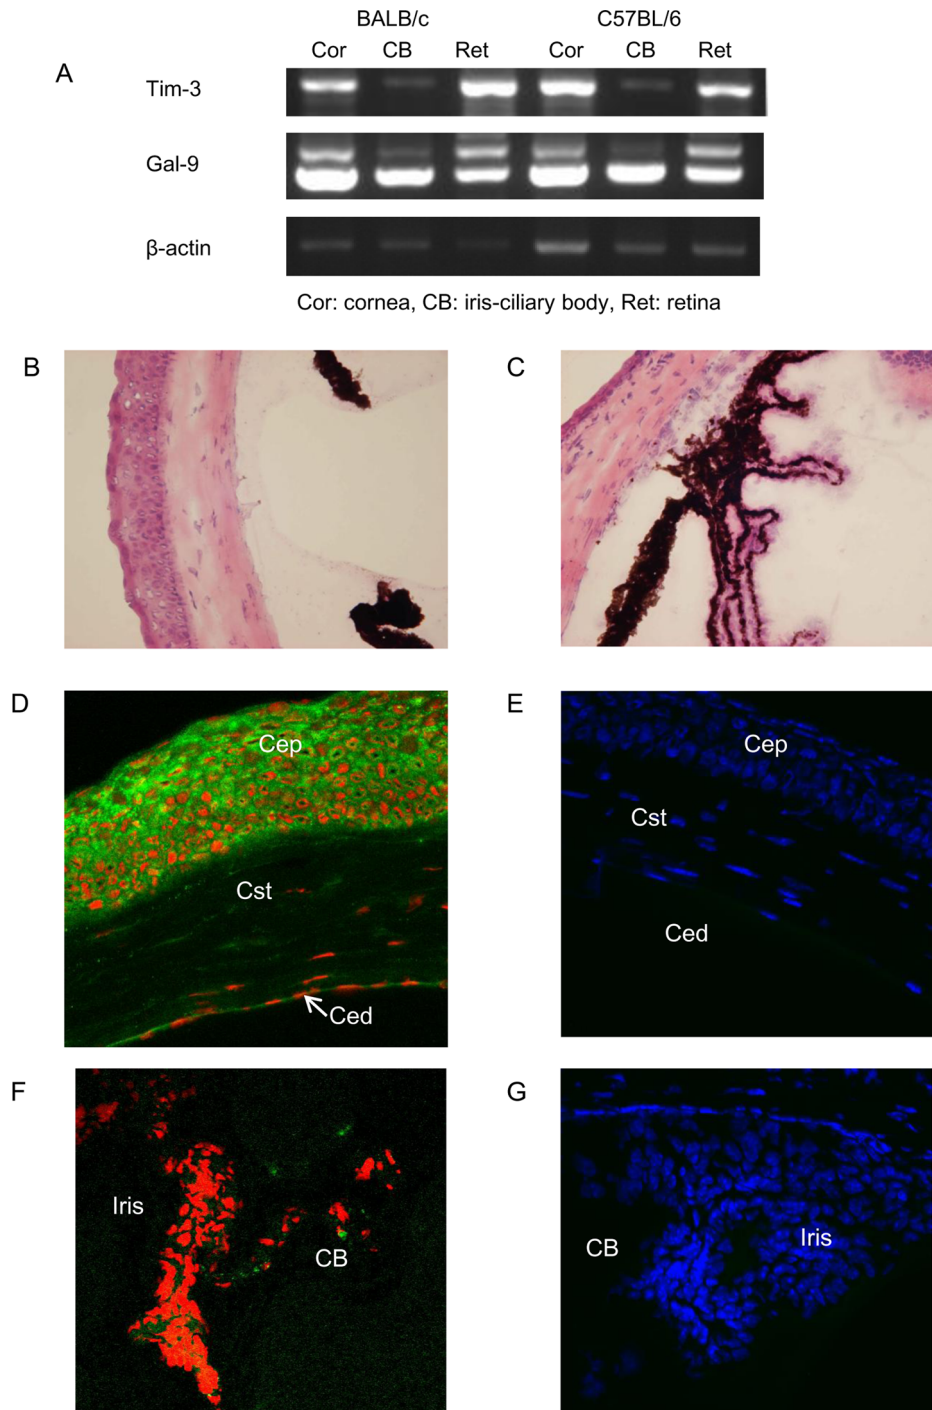 BALB/c C57BL/6
Cor CB Ret Cor CB Ret
A
Tim-3
Gal-9
β-actin
Cor: cornea, CB: iris-ciliary body, Ret: retina
B C
D E
Cep Cep
Cst Cst
Ced Ced
F G
Iris CB CB Iris